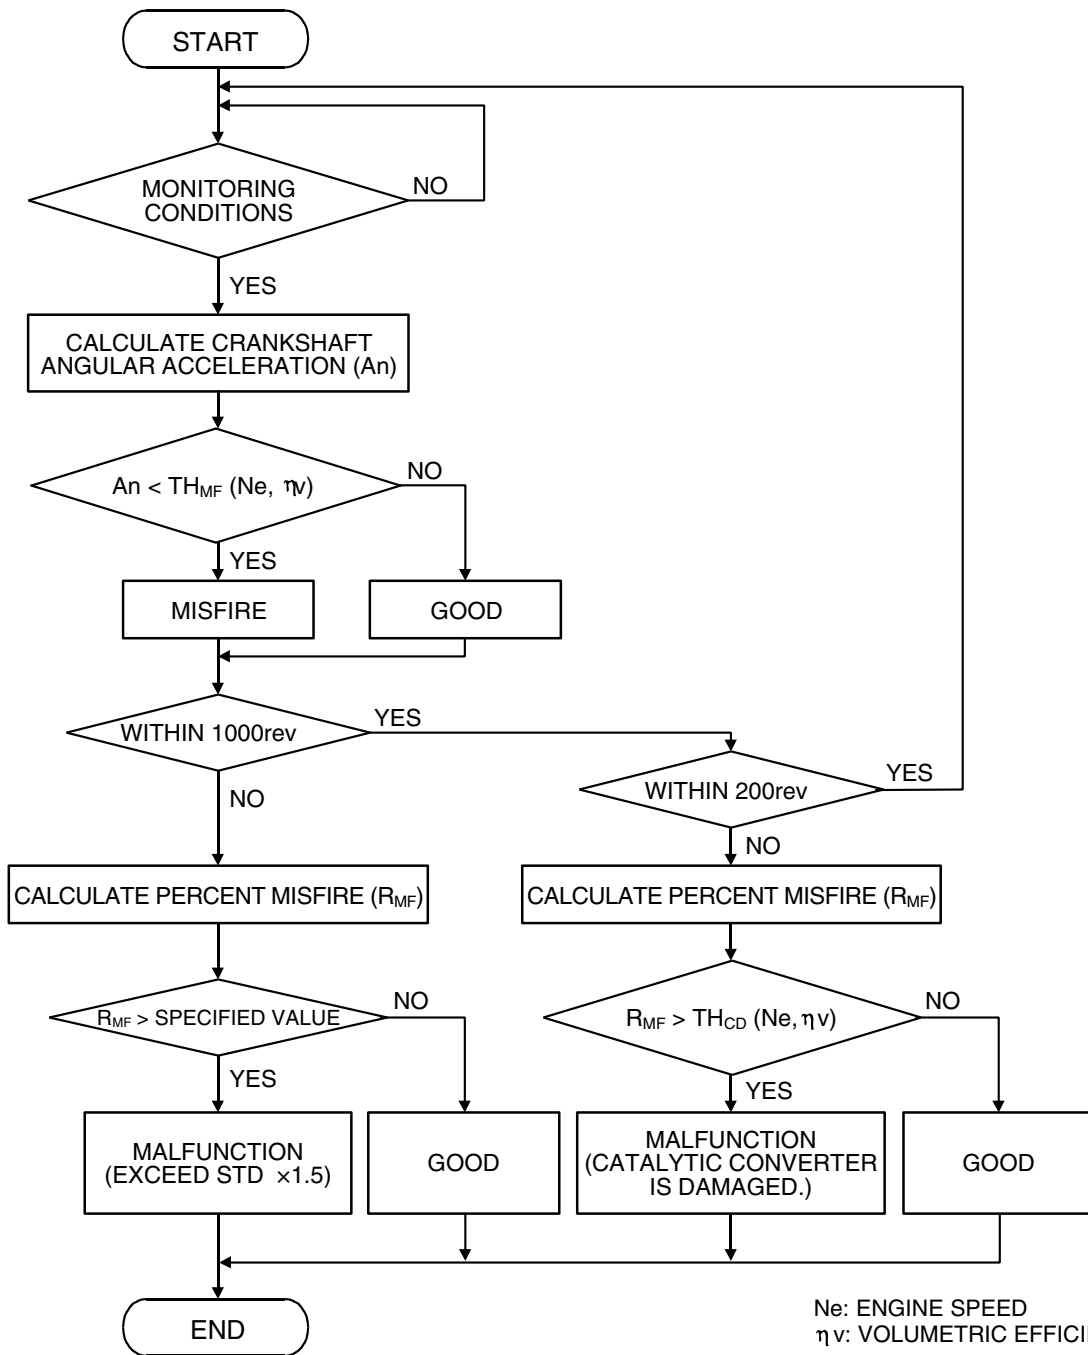 START
MONITORING
CONDITIONS
NO
YES
CALCULATE CRANKSHAFT
ANGULAR ACCELERATION (An)
An < TH_MF (Ne, ηv)
NO
YES
MISFIRE
GOOD
WITHIN 1000rev
YES
WITHIN 200rev
YES
NO
NO
CALCULATE PERCENT MISFIRE (R_MF)
CALCULATE PERCENT MISFIRE (R_MF)
R_MF > SPECIFIED VALUE
NO
R_MF > TH_CD (Ne, ηv)
NO
YES
YES
MALFUNCTION
(EXCEED STD ×1.5)
GOOD
MALFUNCTION
(CATALYTIC CONVERTER
IS DAMAGED.)
GOOD
END
Ne: ENGINE SPEED
ηv: VOLUMETRIC